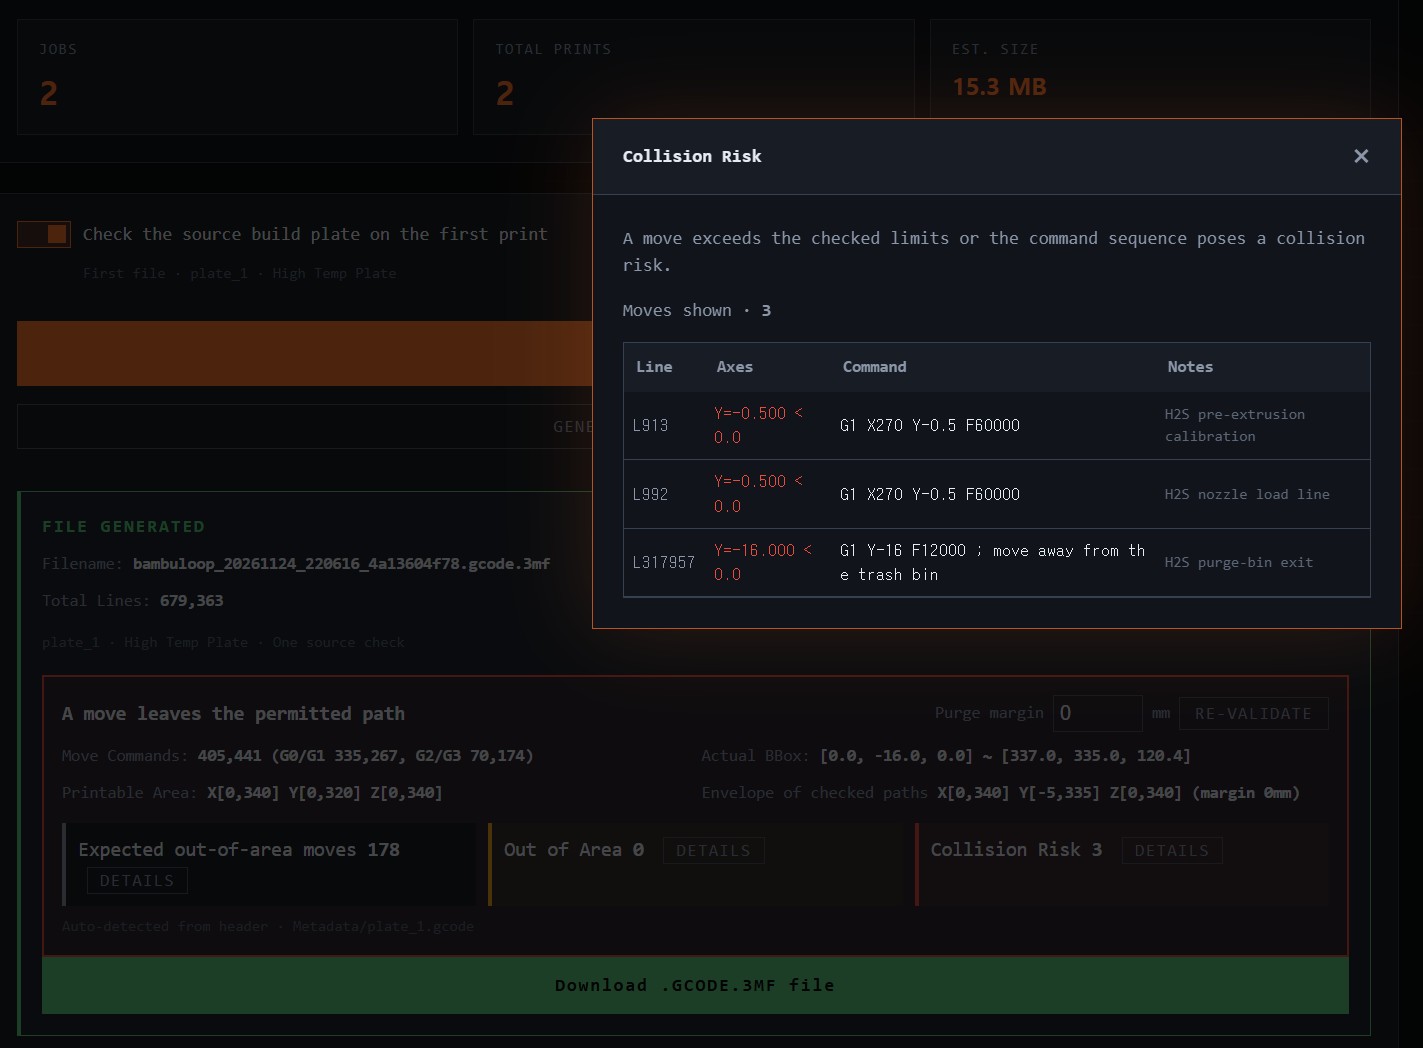 JOBS
2
TOTAL PRINTS
2
EST. SIZE
15.3 MB
Check the source build plate on the first print
First file · plate_1 · High Temp Plate
GENE
Collision Risk
×
A move exceeds the checked limits or the command sequence poses a collision
risk.
Moves shown · 3
Line Axes Command Notes
L913 Y=-0.500 < 0.0 G1 X270 Y-0.5 F60000 H2S pre-extrusion calibration
L992 Y=-0.500 < 0.0 G1 X270 Y-0.5 F60000 H2S nozzle load line
L317957 Y=-16.000 < 0.0 G1 Y-16 F12000 ; move away from th
e trash bin H2S purge-bin exit
FILE GENERATED
Filename: bambuloop_20261124_220616_4a13604f78.gcode.3mf
Total Lines: 679,363
plate_1 · High Temp Plate · One source check
A move leaves the permitted path
Purge margin 0 mm RE-VALIDATE
Move Commands: 405,441 (G0/G1 335,267, G2/G3 70,174)
Actual BBox: [0.0, -16.0, 0.0] ~ [337.0, 335.0, 120.4]
Printable Area: X[0,340] Y[0,320] Z[0,340]
Envelope of checked paths X[0,340] Y[-5,335] Z[0,340] (margin 0mm)
Expected out-of-area moves 178
DETAILS
Out of Area 0 DETAILS
Collision Risk 3 DETAILS
Auto-detected from header · Metadata/plate_1.gcode
Download .GCODE.3MF file